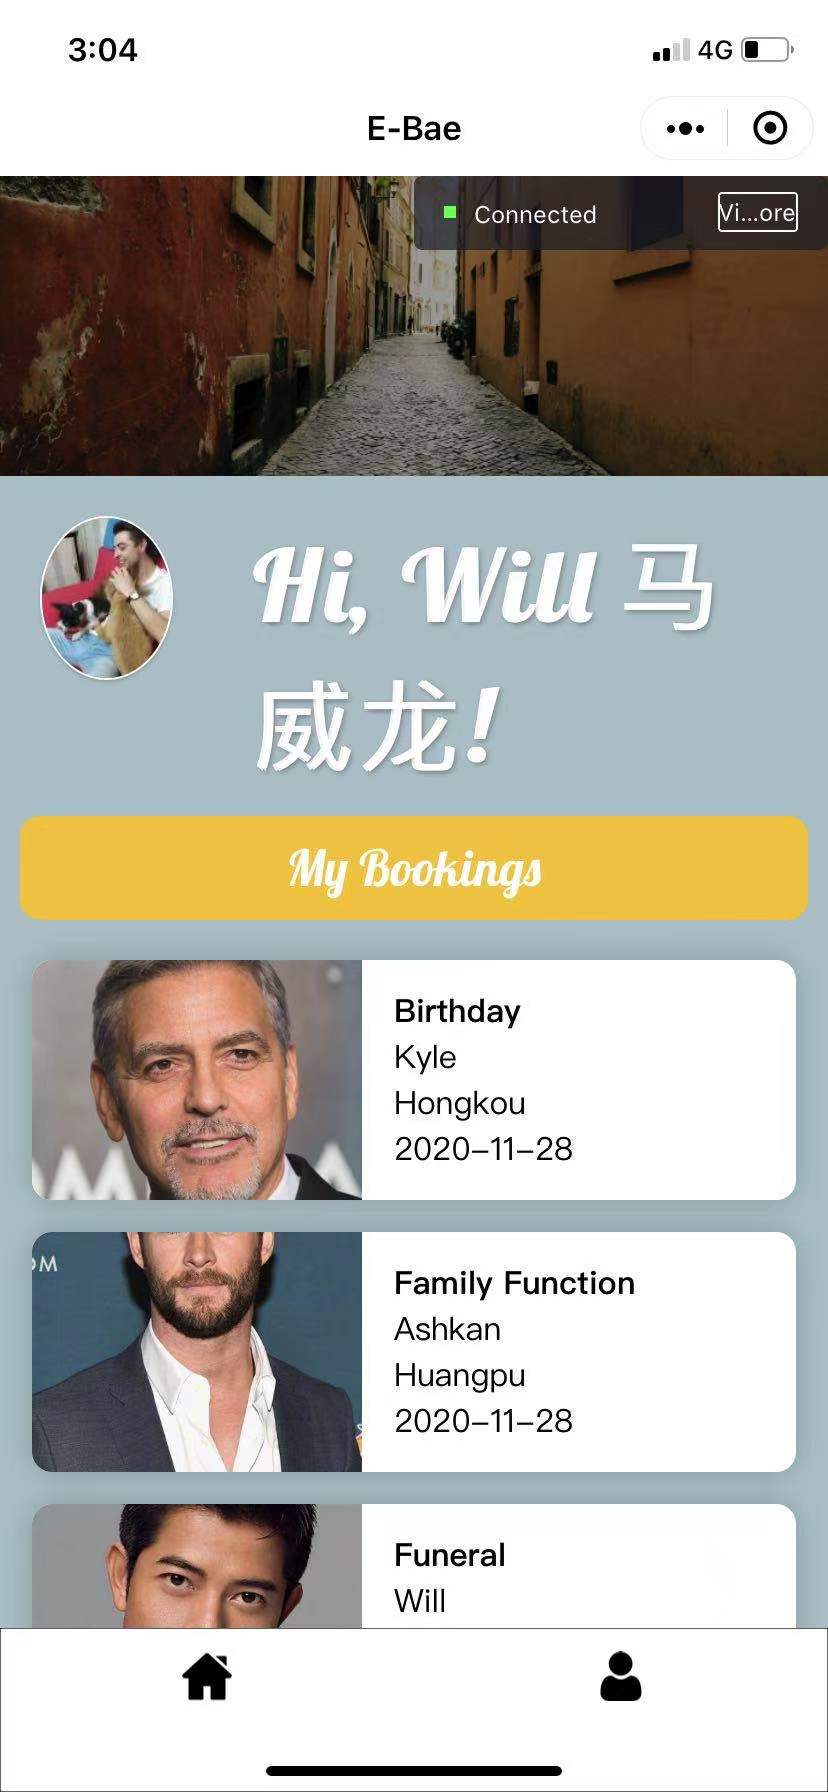 3:04
4G
E-Bae
Connected
Vi...ore
Hi, Will 马
威龙!
My Bookings
Birthday
Kyle
Hongkou
2020-11-28
Family Function
Ashkan
Huangpu
2020-11-28
Funeral
Will